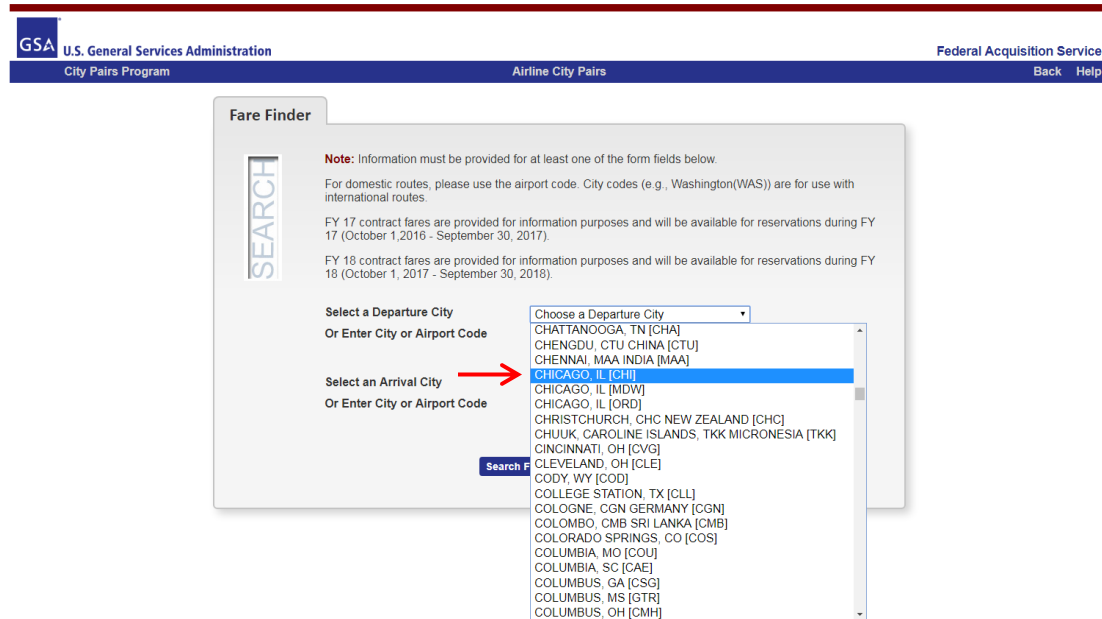 GSA U.S. General Services Administration
Federal Acquisition Service
City Pairs Program
Airline City Pairs
Back Help
Fare Finder
SEARCH
Note: Information must be provided for at least one of the form fields below.
For domestic routes, please use the airport code. City codes (e.g., Washington(WAS)) are for use with
international routes.
FY 17 contract fares are provided for information purposes and will be available for reservations during FY
17 (October 1,2016 - September 30, 2017).
FY 18 contract fares are provided for information purposes and will be available for reservations during FY
18 (October 1, 2017 - September 30, 2018).
Select a Departure City
Choose a Departure City
Or Enter City or Airport Code
Select an Arrival City
Or Enter City or Airport Code
Search F
CHATTANOOGA, TN [CHA]
CHENGDU, CTU CHINA [CTU]
CHENNAI, MAA INDIA [MAA]
CHICAGO, IL [CHI]
CHICAGO, IL [MDW]
CHICAGO, IL [ORD]
CHRISTCHURCH, CHC NEW ZEALAND [CHC]
CHUUK, CAROLINE ISLANDS, TKK MICRONESIA [TKK]
CINCINNATI, OH [CVG]
CLEVELAND, OH [CLE]
CODY, WY [COD]
COLLEGE STATION, TX [CLL]
COLOGNE, CGN GERMANY [CGN]
COLOMBO, CMB SRI LANKA [CMB]
COLORADO SPRINGS, CO [COS]
COLUMBIA, MO [COU]
COLUMBIA, SC [CAE]
COLUMBUS, GA [CSG]
COLUMBUS, MS [GTR]
COLUMBUS, OH [CMH]